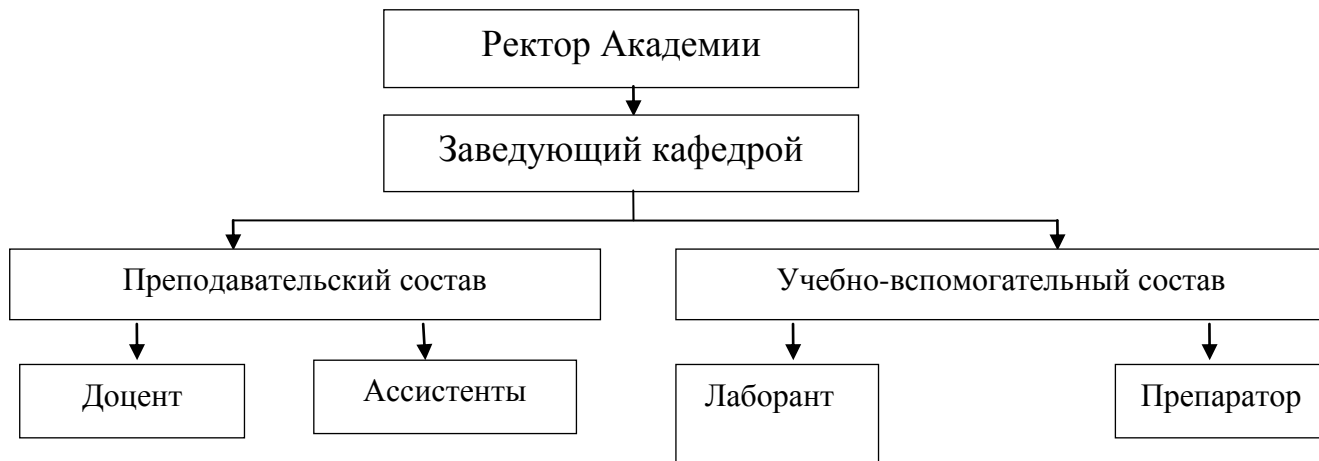 Ректор Академии
Заведующий кафедрой
Преподавательский состав
Учебно-вспомогательный состав
Доцент
Ассистенты
Лаборант
Препаратор